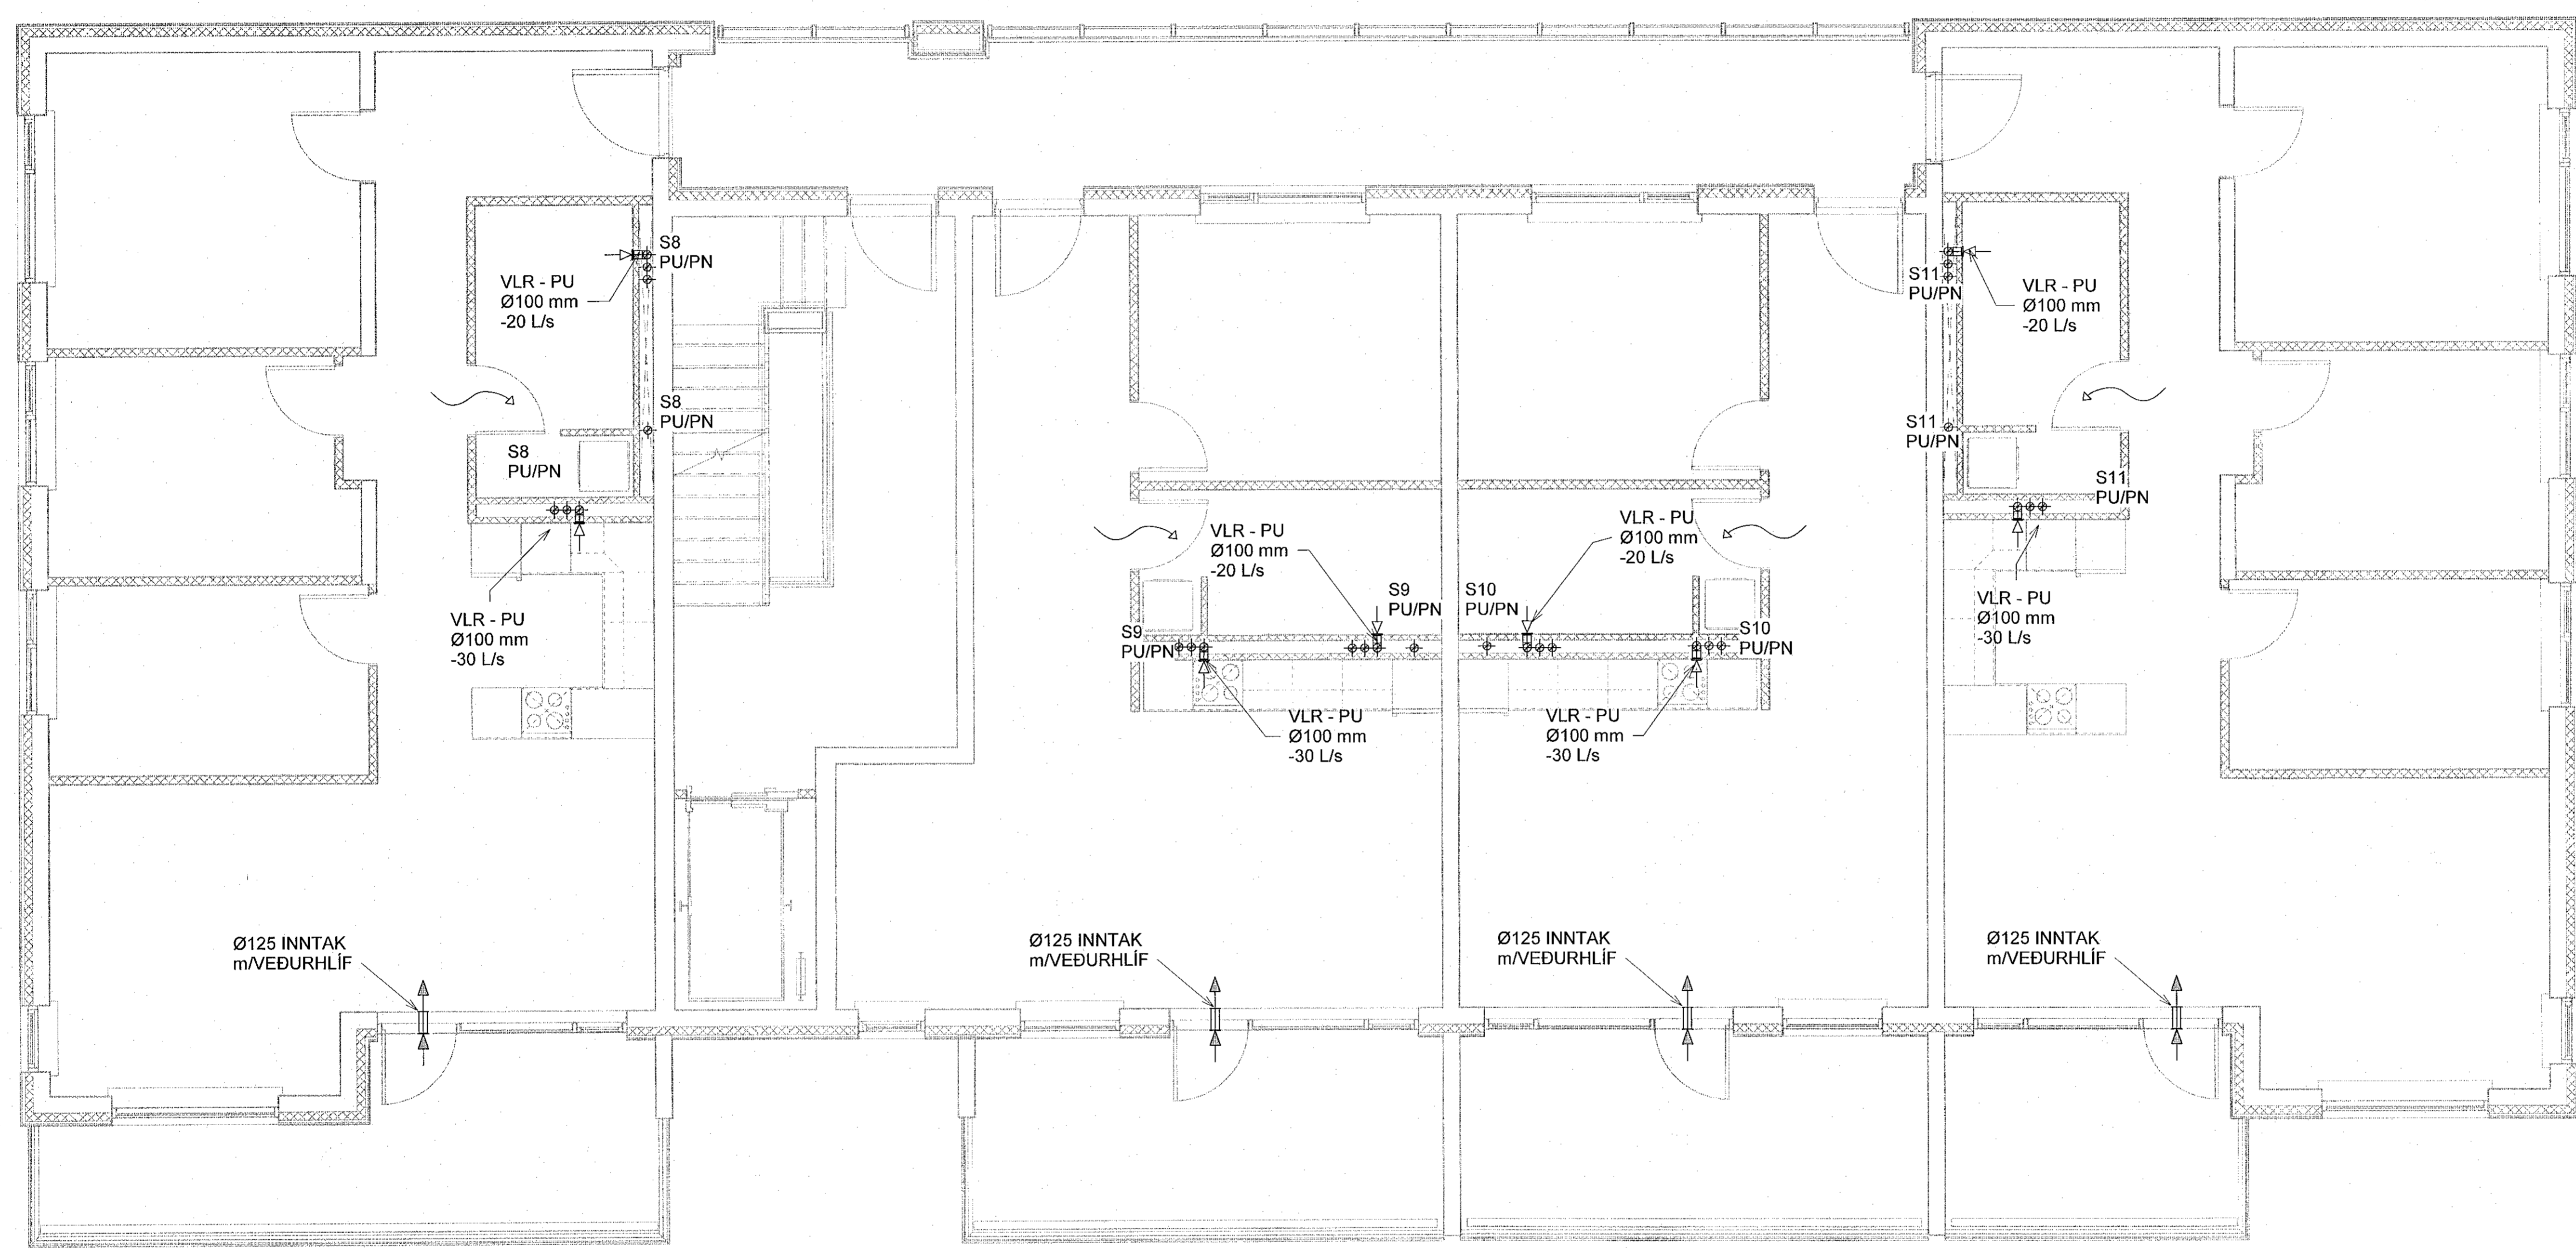 S8
PU/PN
VLR - PU
Ø100 mm
-20 L/s
S8
PU/PN
S8
PU/PN
VLR - PU
Ø100 mm
-30 L/s
Ø125 INNTAK
m/VEÐURHLÍF
VLR - PU
Ø100 mm
-20 L/s
S9
PU/PN
S9
PU/PN
VLR - PU
Ø100 mm
-30 L/s
Ø125 INNTAK
m/VEÐURHLÍF
VLR - PU
Ø100 mm
-20 L/s
S10
PU/PN
S10
PU/PN
VLR - PU
Ø100 mm
-30 L/s
Ø125 INNTAK
m/VEÐURHLÍF
S11
PU/PN
VLR - PU
Ø100 mm
-20 L/s
S11
PU/PN
S11
PU/PN
VLR - PU
Ø100 mm
-30 L/s
Ø125 INNTAK
m/VEÐURHLÍF